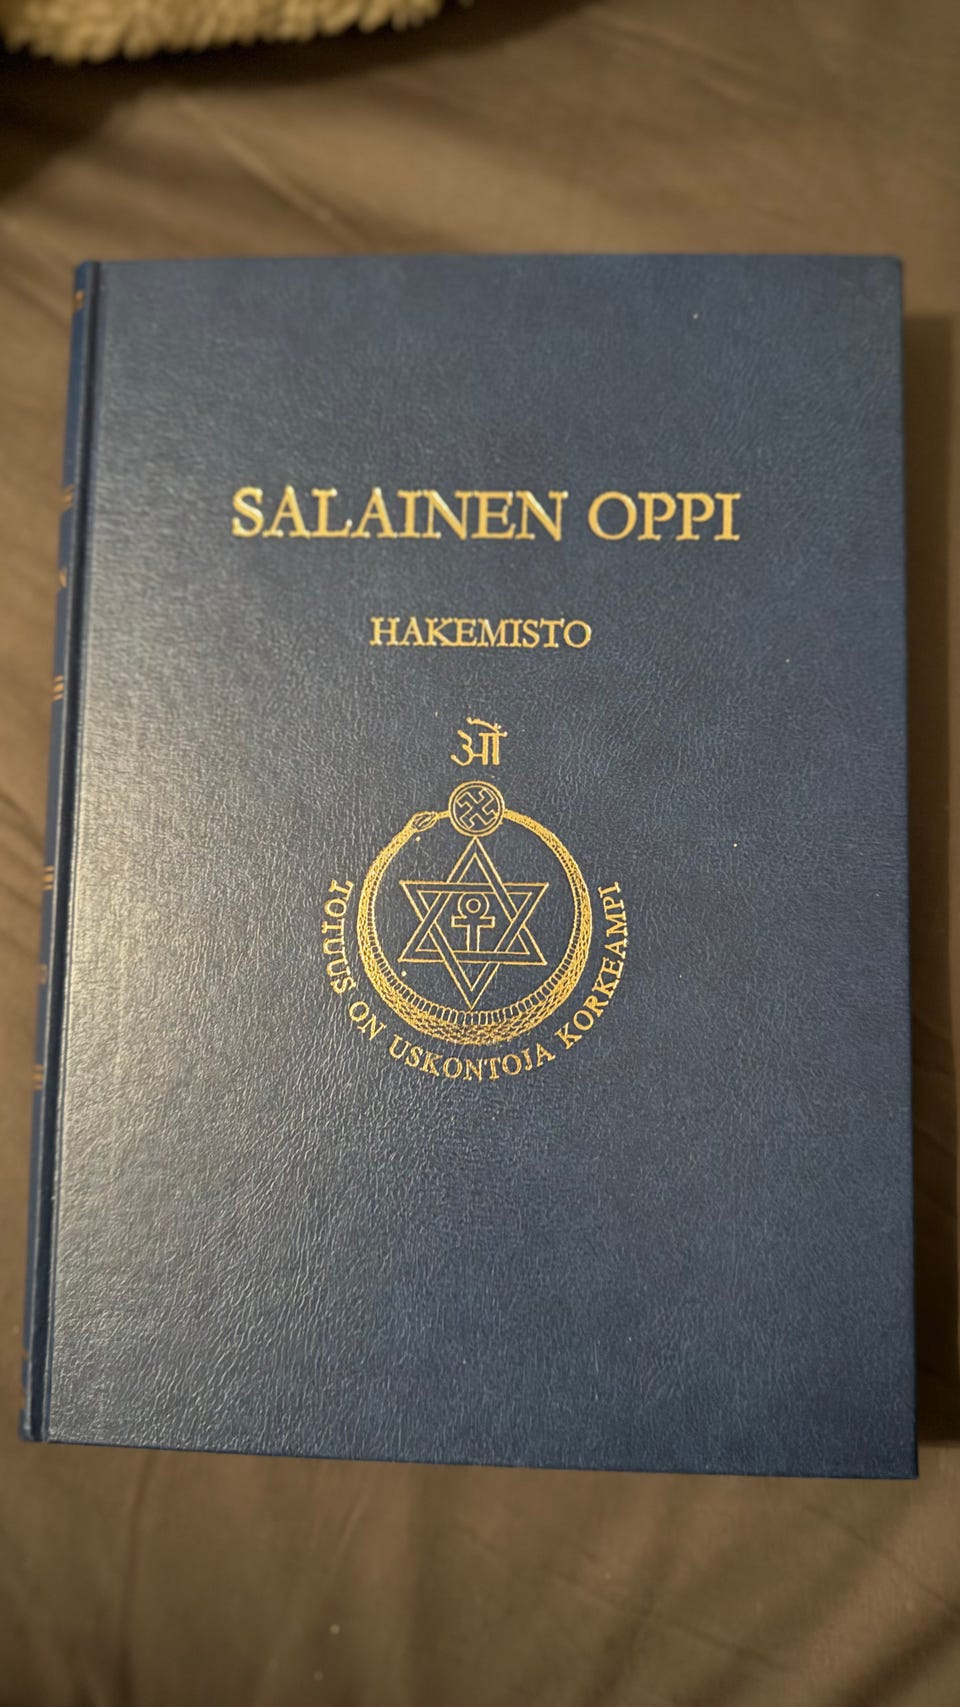 SALAINEN OPPI
HAKEMISTO
ओं
TOTUUS ON USKONTOJA KORKEAMPI